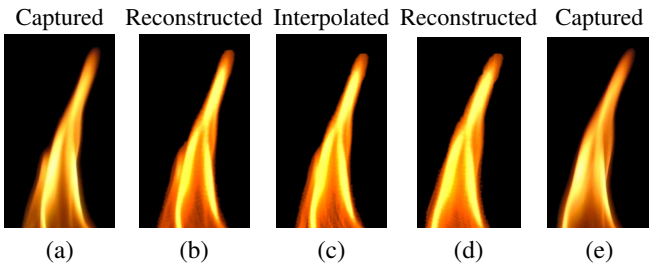 Captured Reconstructed Interpolated Reconstructed Captured
(a) (b) (c) (d) (e)